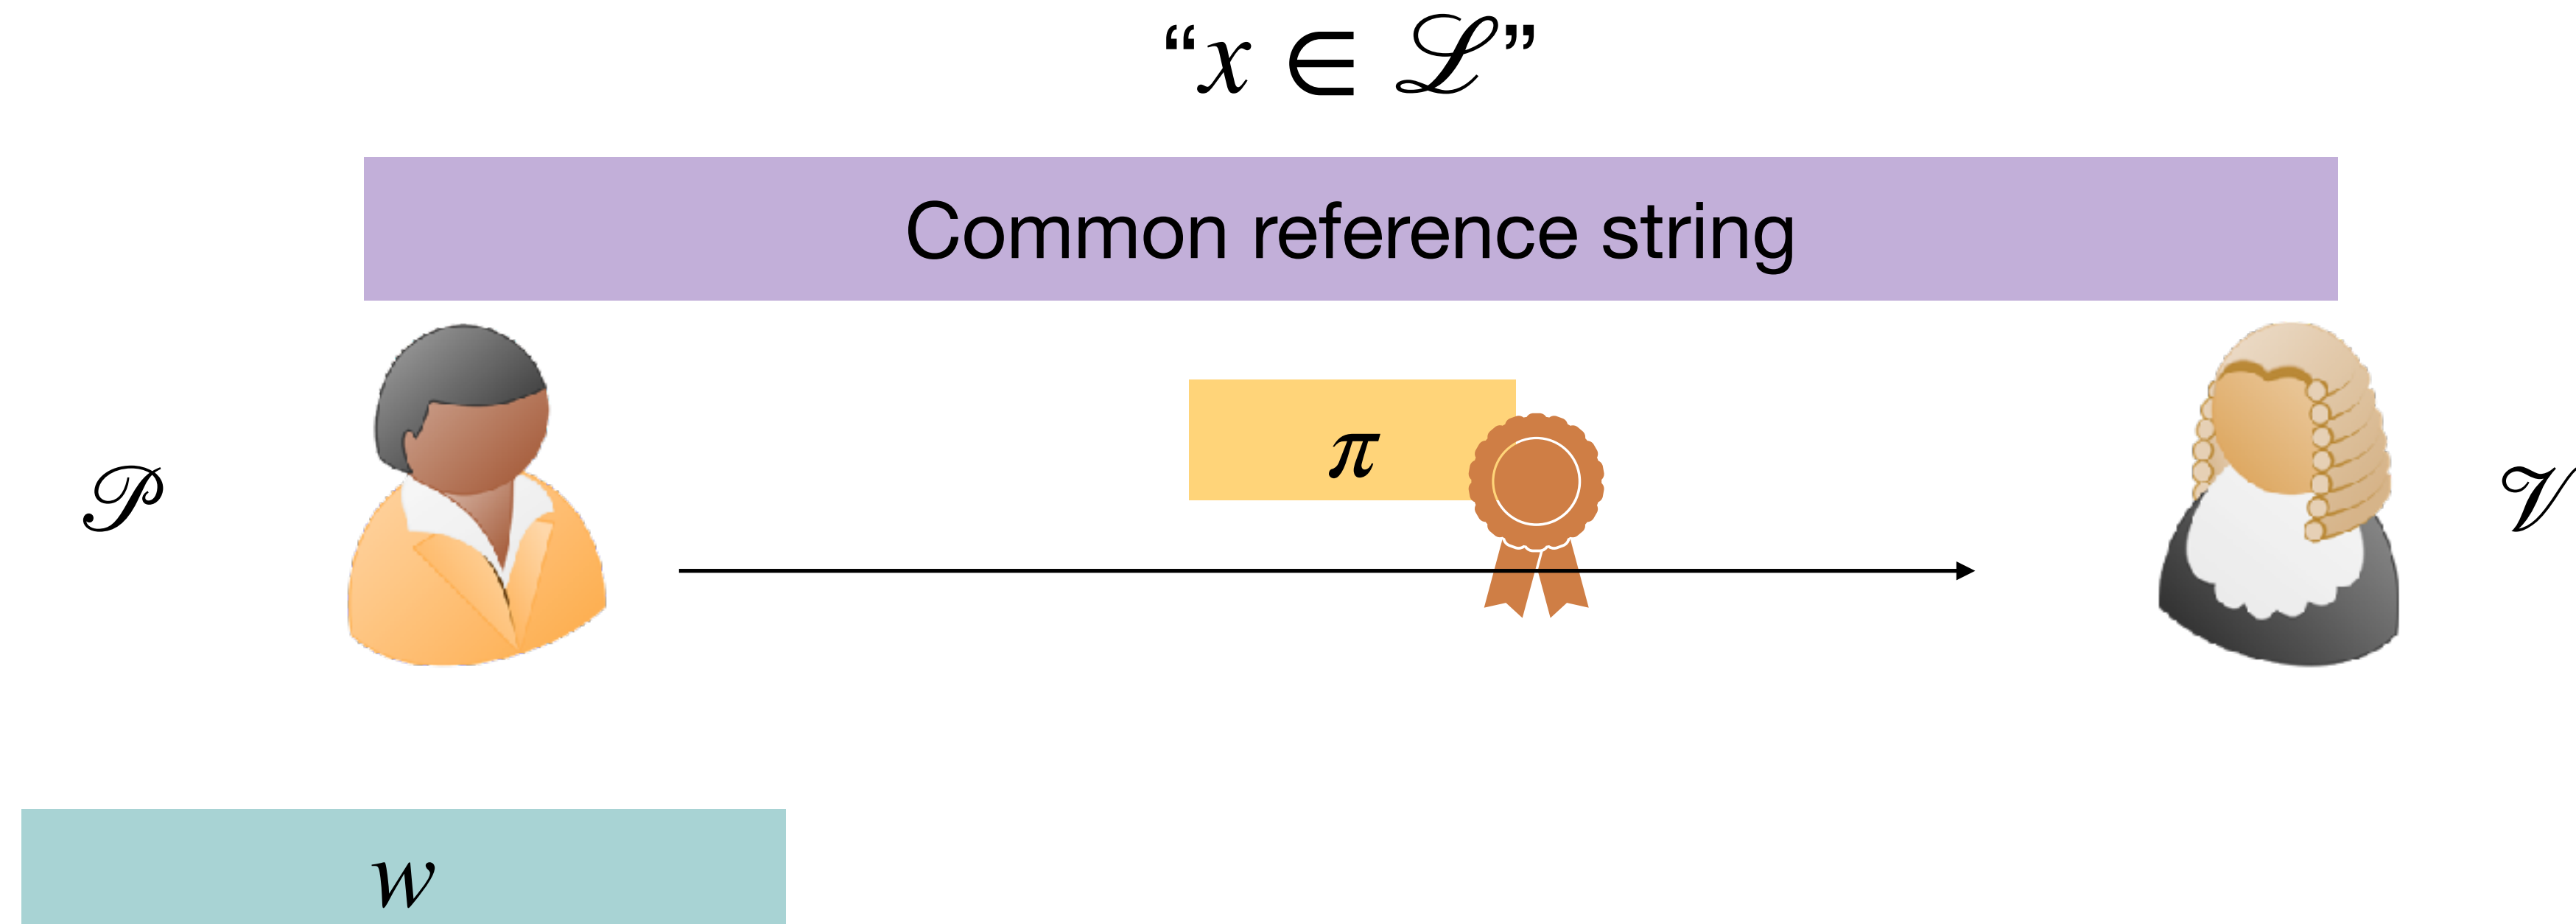 “x ∈ ℒ”
Common reference string
π
𝒫
𝒱
w